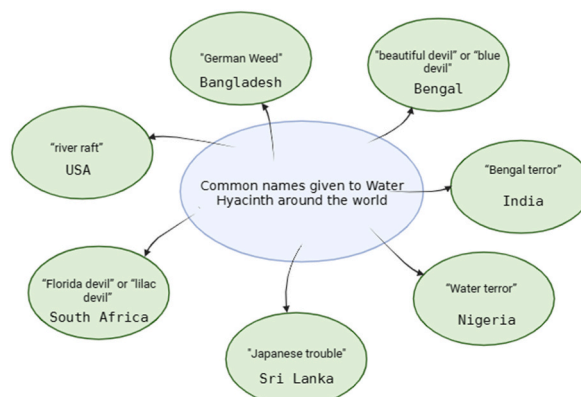 "German Weed"
Bangladesh
"beautiful devil" or "blue
devil"
Bengal
"river raft"
USA
Common names given to Water
Hyacinth around the world
"Bengal terror"
India
"Florida devil" or "lilac
devil"
South Africa
"Water terror"
Nigeria
"Japanese trouble"
Sri Lanka